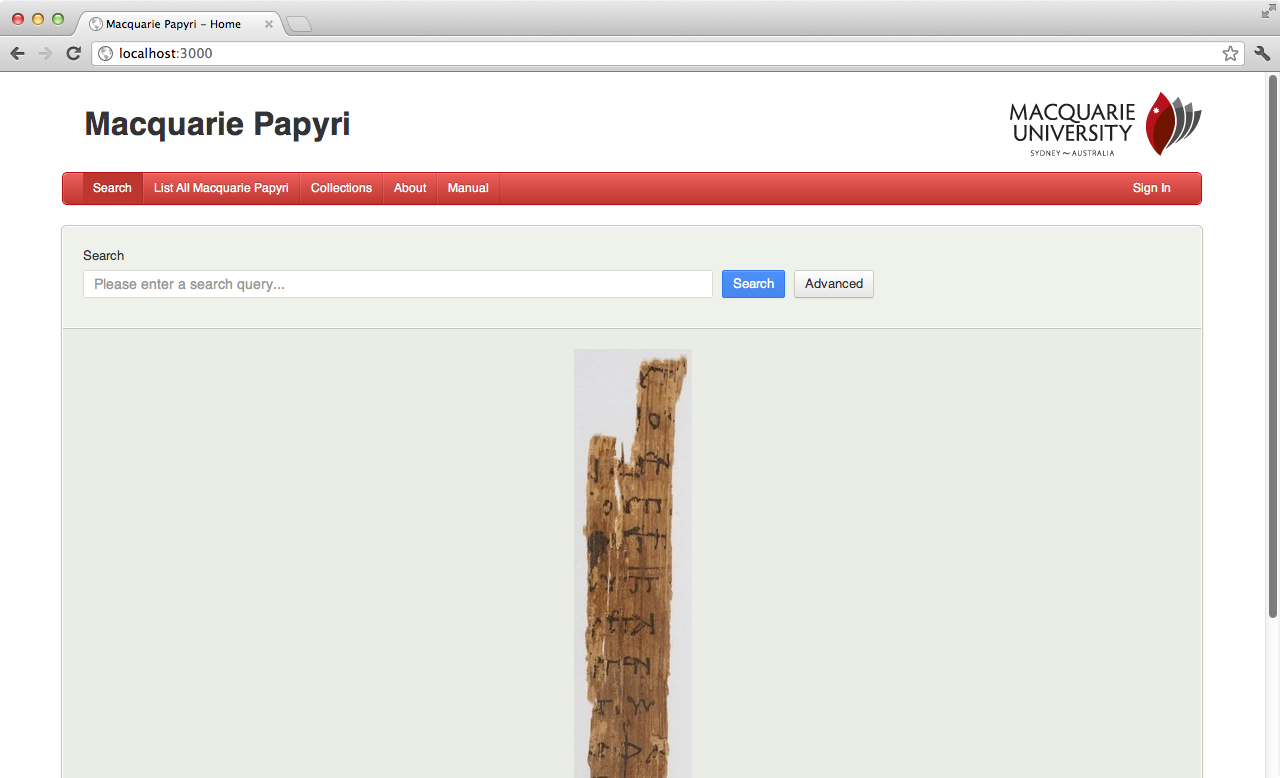 Macquarie Papyri – Home
localhost:3000
Macquarie Papyri
MACQUARIE
UNIVERSITY
SYDNEY ~ AUSTRALIA
Search
List All Macquarie Papyri
Collections
About
Manual
Sign In
Search
Please enter a search query...
Search
Advanced